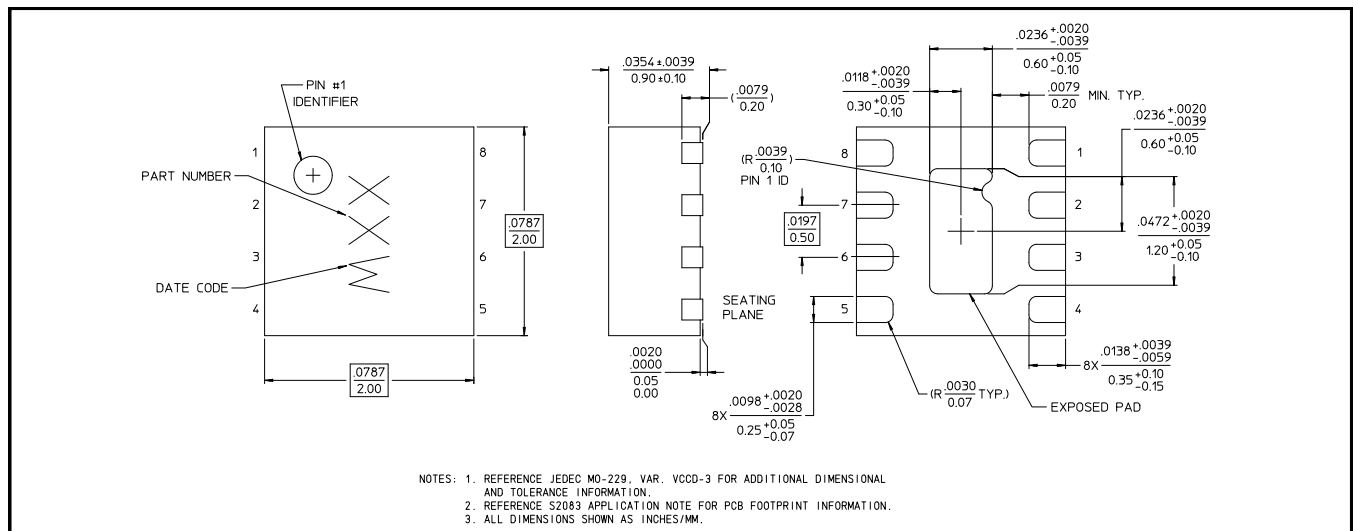 PIN #1
IDENTIFIER
PART NUMBER
DATE CODE
1
2
3
4
8
7
6
5
XX
W
.0787
2.00
.0787
2.00
.0354±.0039
0.90±0.10
(.0079
0.20)
SEATING
PLANE
.0020
.0000
0.05
0.00
.0236 +.0020
-.0039
0.60 +0.05
-0.10
.0118 +.0020
-.0039
0.30 +0.05
-0.10
.0079
0.20
MIN. TYP.
.0236 +.0020
-.0039
0.60 +0.05
-0.10
(R .0039
0.10)
PIN 1 ID
.0197
0.50
8
7
6
5
1
2
3
4
.0472 +.0020
-.0039
1.20 +0.05
-0.10
8X .0138 +.0039
-.0059
0.35 +0.10
-0.15
(R .0030
0.07 TYP.)
EXPOSED PAD
8X .0098 +.0020
-.0028
0.25 +0.05
-0.07
NOTES: 1. REFERENCE JEDEC MO-229, VAR. VCCD-3 FOR ADDITIONAL DIMENSIONAL
AND TOLERANCE INFORMATION.
2. REFERENCE S2083 APPLICATION NOTE FOR PCB FOOTPRINT INFORMATION.
3. ALL DIMENSIONS SHOWN AS INCHES/MM.